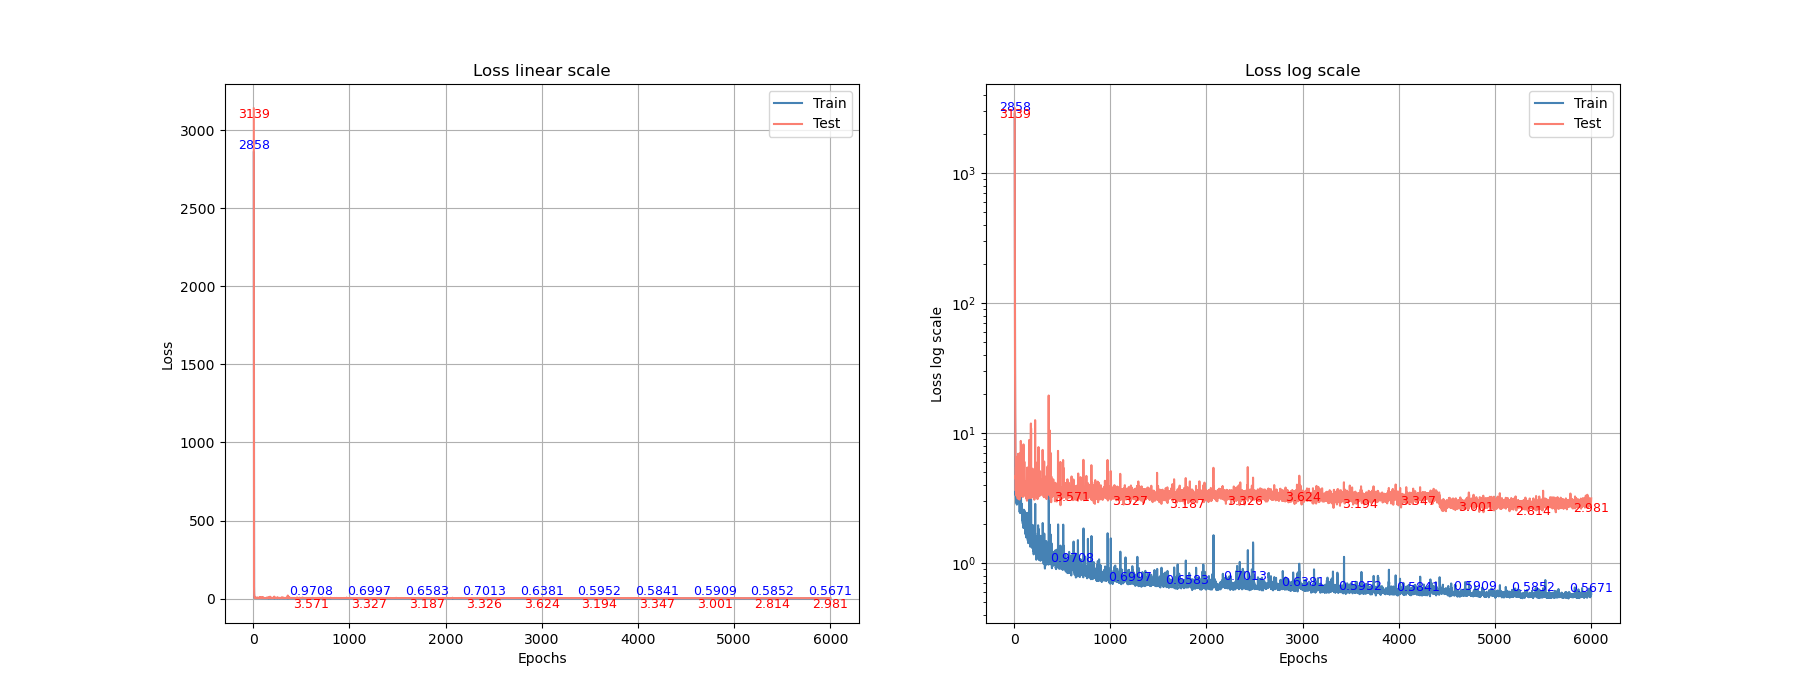 Loss linear scale
Loss
3000
2500
2000
1500
1000
500
0
3139
2858
Train
Test
0.9708 0.6997 0.6583 0.7013 0.6381 0.5952 0.5841 0.5909 0.5852 0.5671
3.571 3.327 3.187 3.326 3.624 3.194 3.347 3.001 2.814 2.981
0 1000 2000 3000 4000 5000 6000
Epochs
Loss log scale
Loss log scale
10³
10²
10¹
10⁰
2858
3139
Train
Test
3.571 3.327 3.187 3.326 3.624 3.194 3.347 3.001 2.814 2.981
0.9708 0.6997 0.6583 0.7013 0.6381 0.5952 0.5841 0.5909 0.5852 0.5671
0 1000 2000 3000 4000 5000 6000
Epochs